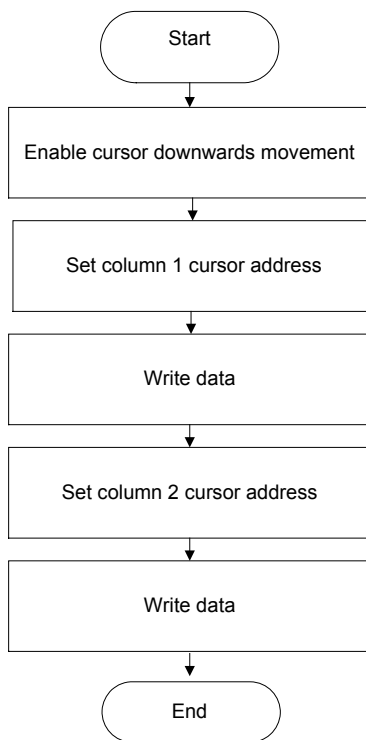 Start
Enable cursor downwards movement
Set column 1 cursor address
Write data
Set column 2 cursor address
Write data
End